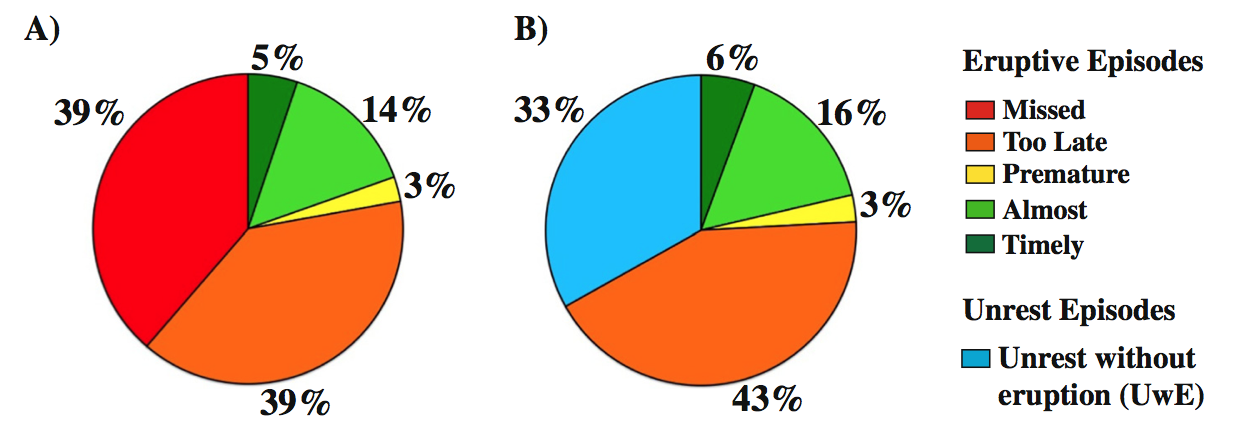 A)
5%
39%
14%
3%
39%
B)
6%
33%
16%
3%
43%
Eruptive Episodes
Missed
Too Late
Premature
Almost
Timely
Unrest Episodes
Unrest without
eruption (UwE)